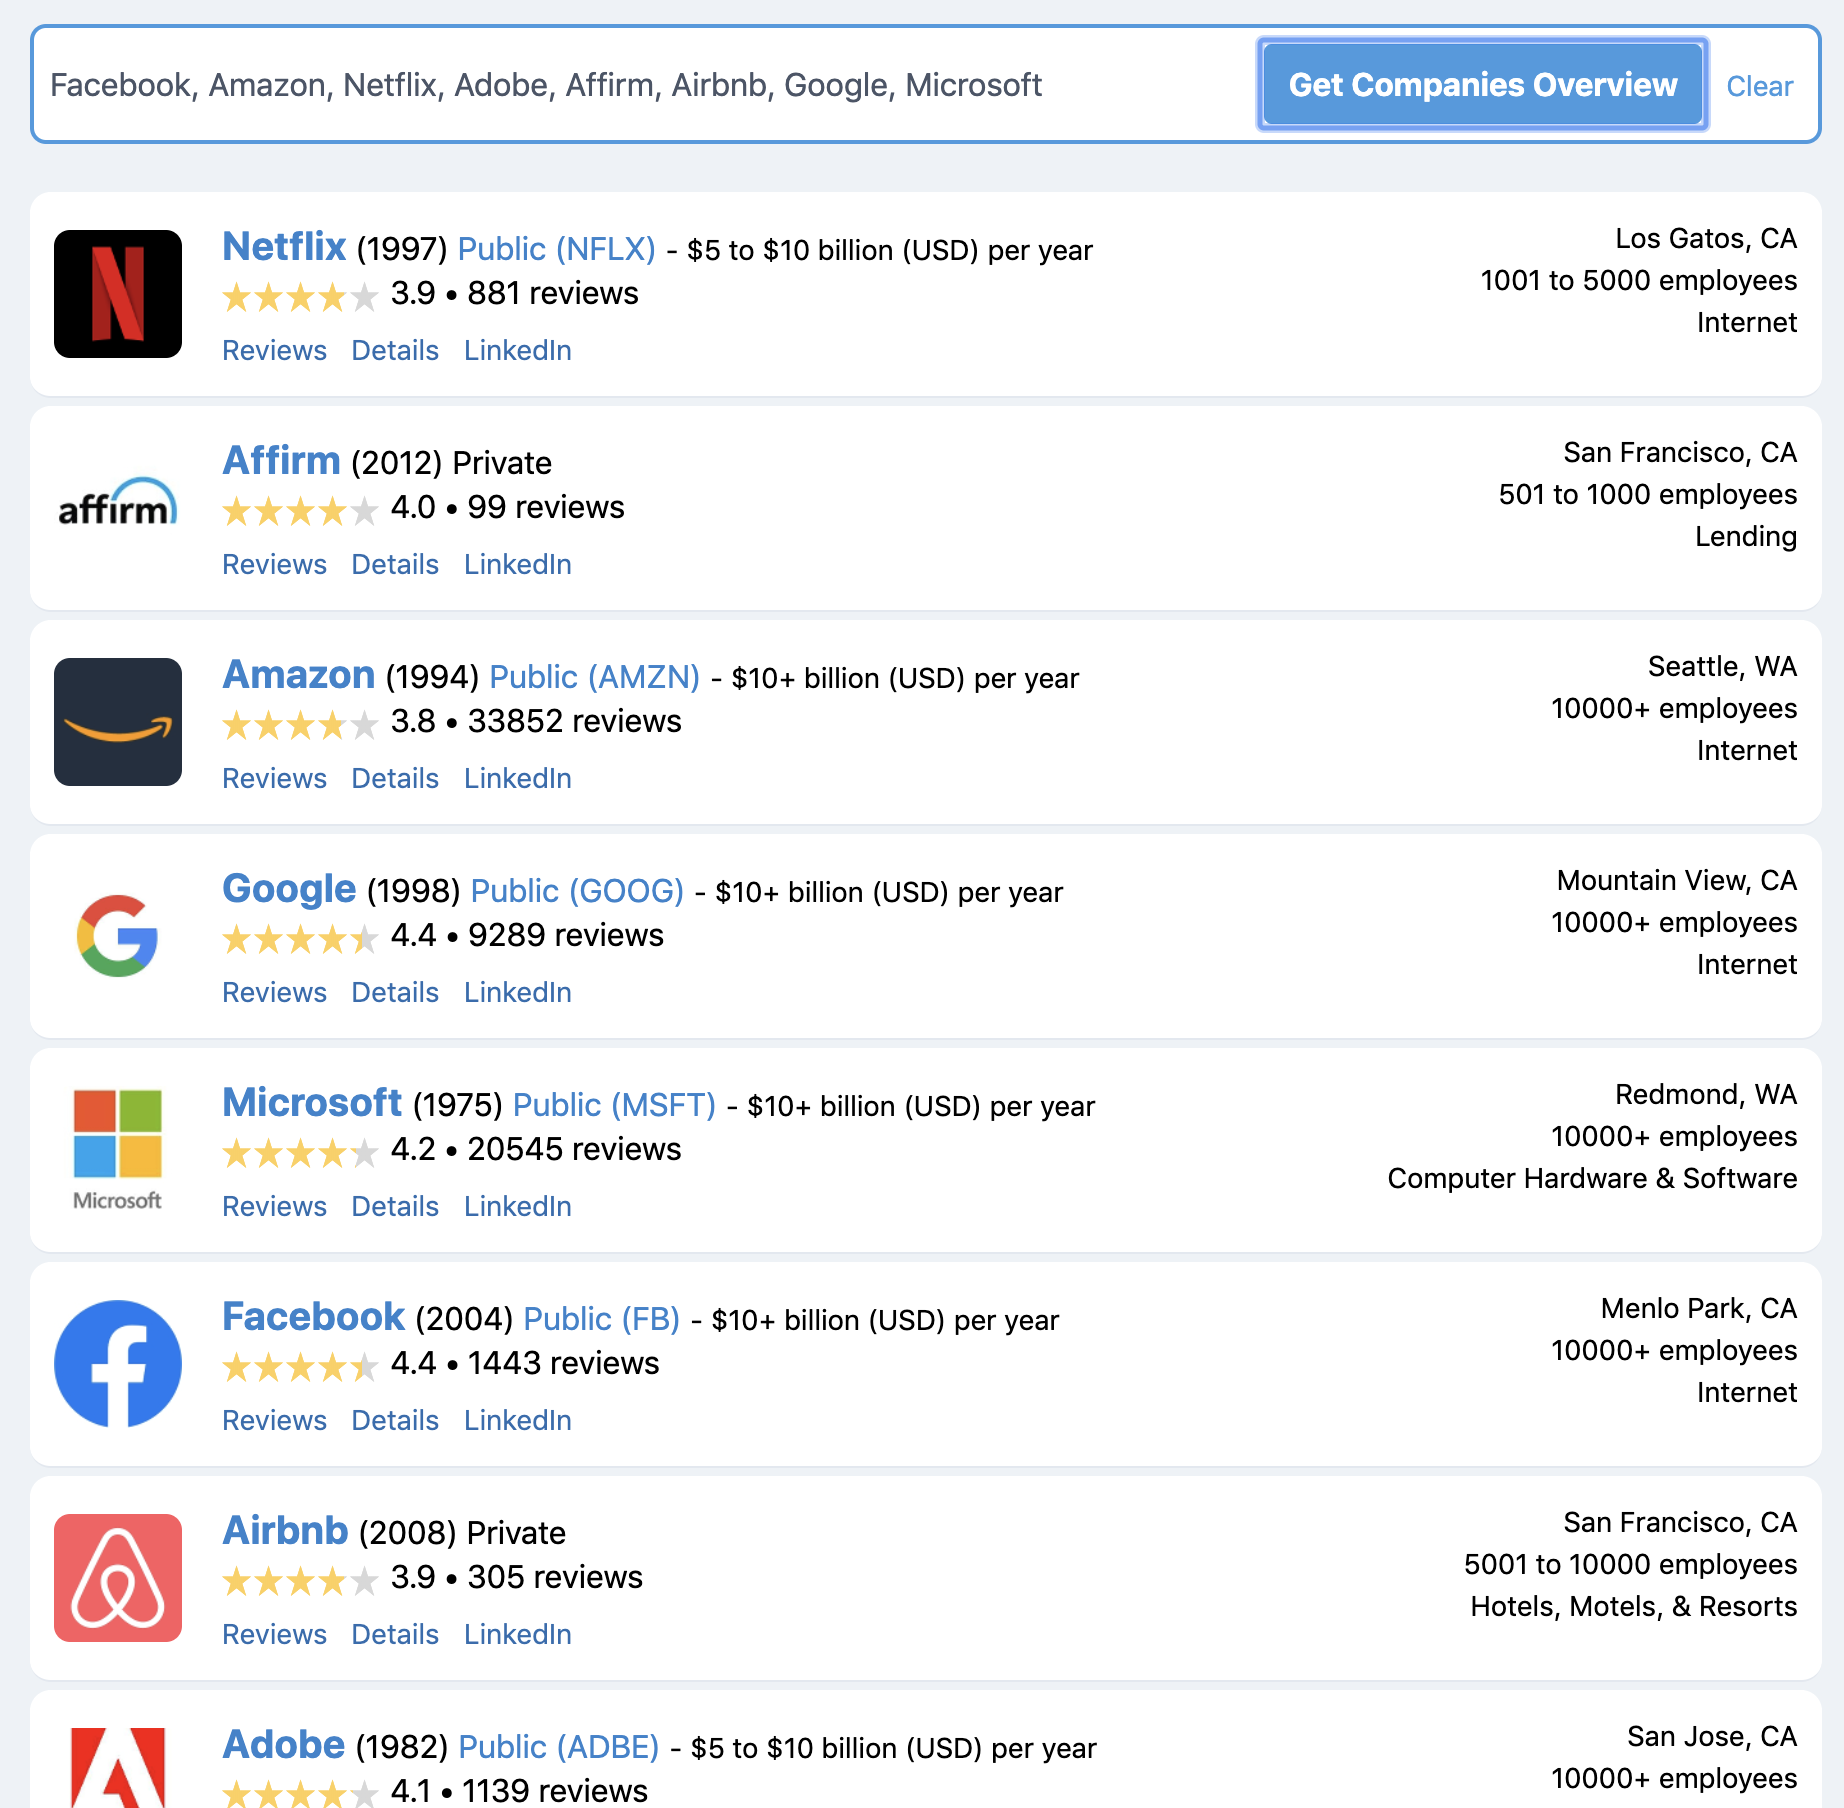 Facebook, Amazon, Netflix, Adobe, Affirm, Airbnb, Google, Microsoft
Get Companies Overview
Clear
Netflix (1997) Public (NFLX) - $5 to $10 billion (USD) per year
3.9 • 881 reviews
Reviews Details LinkedIn
Los Gatos, CA
1001 to 5000 employees
Internet
affirm
Affirm (2012) Private
4.0 • 99 reviews
Reviews Details LinkedIn
San Francisco, CA
501 to 1000 employees
Lending
Amazon (1994) Public (AMZN) - $10+ billion (USD) per year
3.8 • 33852 reviews
Reviews Details LinkedIn
Seattle, WA
10000+ employees
Internet
Google (1998) Public (GOOG) - $10+ billion (USD) per year
4.4 • 9289 reviews
Reviews Details LinkedIn
Mountain View, CA
10000+ employees
Internet
Microsoft
Microsoft (1975) Public (MSFT) - $10+ billion (USD) per year
4.2 • 20545 reviews
Reviews Details LinkedIn
Redmond, WA
10000+ employees
Computer Hardware & Software
Facebook (2004) Public (FB) - $10+ billion (USD) per year
4.4 • 1443 reviews
Reviews Details LinkedIn
Menlo Park, CA
10000+ employees
Internet
Airbnb (2008) Private
3.9 • 305 reviews
Reviews Details LinkedIn
San Francisco, CA
5001 to 10000 employees
Hotels, Motels, & Resorts
Adobe (1982) Public (ADBE) - $5 to $10 billion (USD) per year
4.1 • 1139 reviews
San Jose, CA
10000+ employees